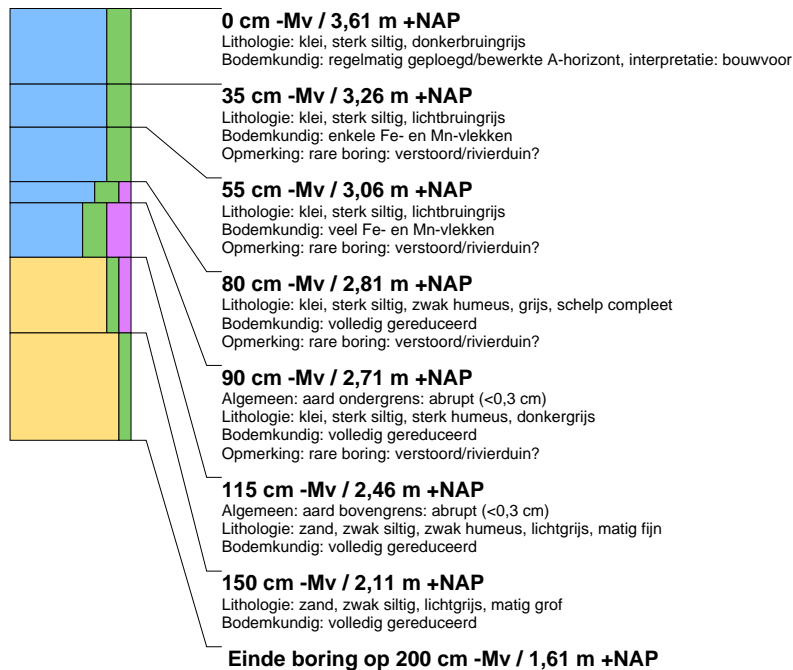 0 cm -Mv / 3,61 m +NAP
Lithologie: klei, sterk siltig, donkerbruingrijs
Bodemkundig: regelmatig geploegd/bewerkte A-horizont, interpretatie: bouwvoor
35 cm -Mv / 3,26 m +NAP
Lithologie: klei, sterk siltig, lichtbruingrijs
Bodemkundig: enkele Fe- en Mn-vlekken
Opmerking: rare boring: verstoord/rivierduin?
55 cm -Mv / 3,06 m +NAP
Lithologie: klei, sterk siltig, lichtbruingrijs
Bodemkundig: veel Fe- en Mn-vlekken
Opmerking: rare boring: verstoord/rivierduin?
80 cm -Mv / 2,81 m +NAP
Lithologie: klei, sterk siltig, zwak humeus, grijs, schelp compleet
Bodemkundig: volledig gereduceerd
Opmerking: rare boring: verstoord/rivierduin?
90 cm -Mv / 2,71 m +NAP
Algemeen: aard ondergrens: abrupt (<0,3 cm)
Lithologie: klei, sterk siltig, sterk humeus, donkergrijs
Bodemkundig: volledig gereduceerd
Opmerking: rare boring: verstoord/rivierduin?
115 cm -Mv / 2,46 m +NAP
Algemeen: aard bovengrens: abrupt (<0,3 cm)
Lithologie: zand, zwak siltig, zwak humeus, lichtgrijs, matig fijn
Bodemkundig: volledig gereduceerd
150 cm -Mv / 2,11 m +NAP
Lithologie: zand, zwak siltig, lichtgrijs, matig grof
Bodemkundig: volledig gereduceerd
Einde boring op 200 cm -Mv / 1,61 m +NAP